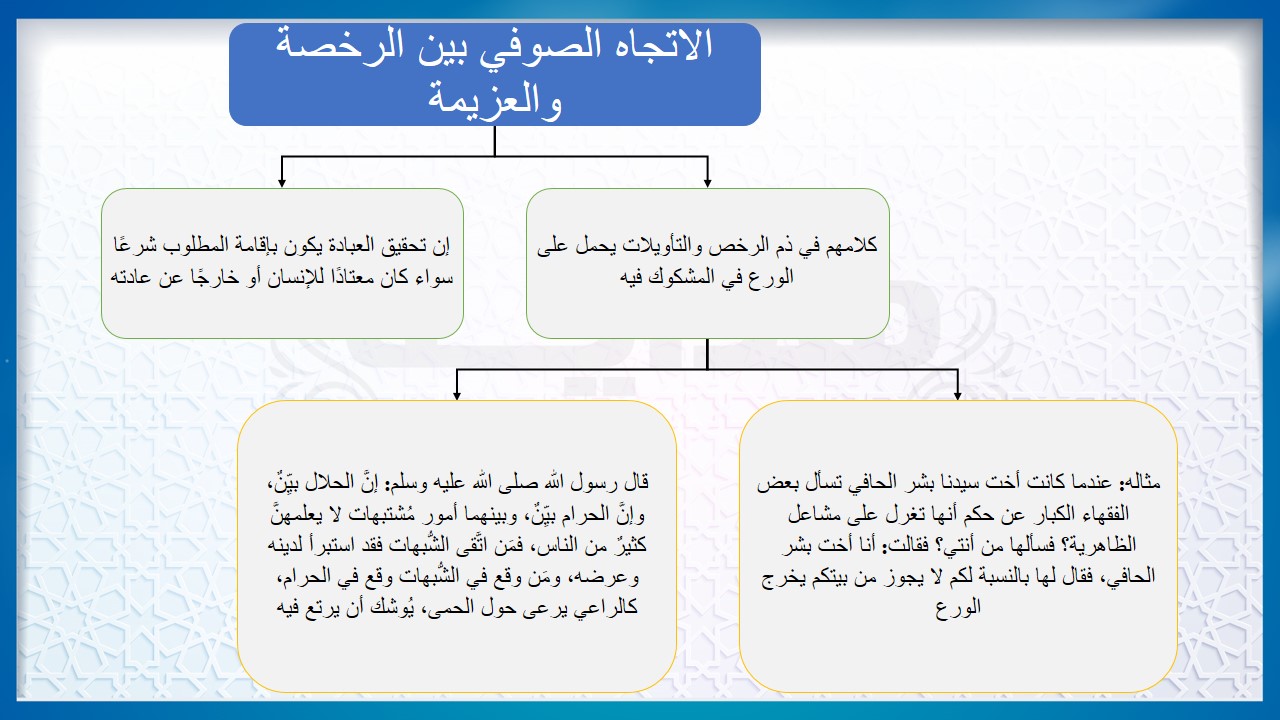 الاتجاه الصوفي بين الرخصة
والعزيمة
كلامهم في ذم الرخص والتأويلات يحمل على
الورع في المشكوك فيه
إن تحقيق العبادة يكون بإقامة المطلوب شرعًا
سواء كان معتادًا للإنسان أو خارجًا عن عادته
مثاله: عندما كانت أخت سيدنا بشر الحافي تسأل بعض
الفقهاء الكبار عن حكم أنها تغرل على مشاعل
الظاهرية؟ فسألها من أنتي؟ فقالت: أنا أخت بشر
الحافي، فقال لها بالنسبة لكم لا يجوز من بيتكم يخرج
الورع
قال رسول الله صلى الله عليه وسلم: إنَّ الحلال بيِّنٌ،
وإنَّ الحرام بيِّنٌ، وبينهما أمور مُشتبهات لا يعلمهنَّ
كثيرٌ من الناس، فمَن اتَّقى الشُّبهات فقد استبرأ لدينه
وعرضه، ومَن وقع في الشُّبهات وقع في الحرام،
كالراعي يرعى حول الحمى، يُوشك أن يرتع فيه